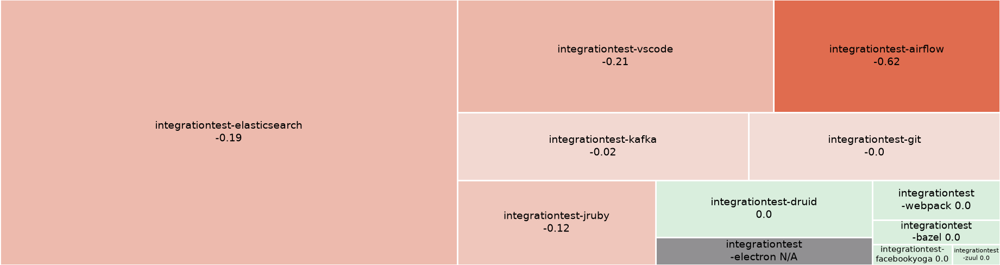 integrationtest-elasticsearch
-0.19
integrationtest-vscode
-0.21
integrationtest-airflow
-0.62
integrationtest-kafka
-0.02
integrationtest-git
-0.0
integrationtest-jruby
-0.12
integrationtest-druid
0.0
integrationtest
-electron N/A
integrationtest
-webpack 0.0
integrationtest
-bazel 0.0
integrationtest-
facebookyoga 0.0
integrationtest
-zuul 0.0